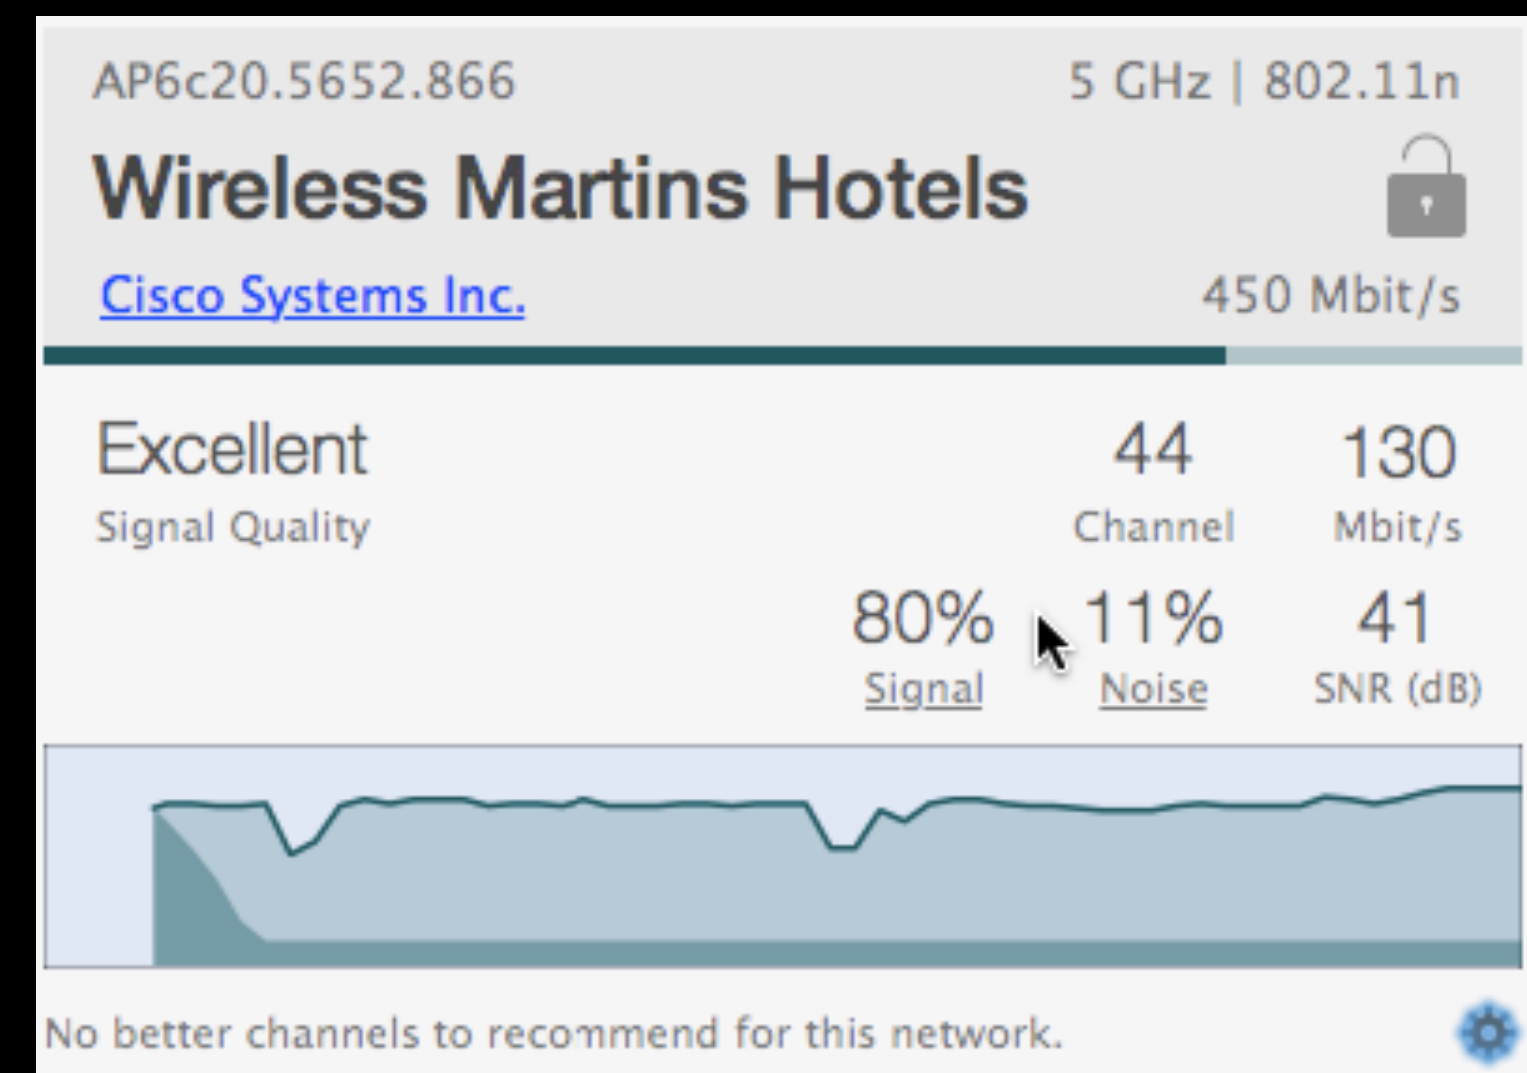 AP6c20.5652.866 5 GHz | 802.11n
Wireless Martins Hotels
Cisco Systems Inc. 450 Mbit/s
Excellent 44 130
Signal Quality Channel Mbit/s
80% 11% 41
Signal Noise SNR (dB)
No better channels to recommend for this network.